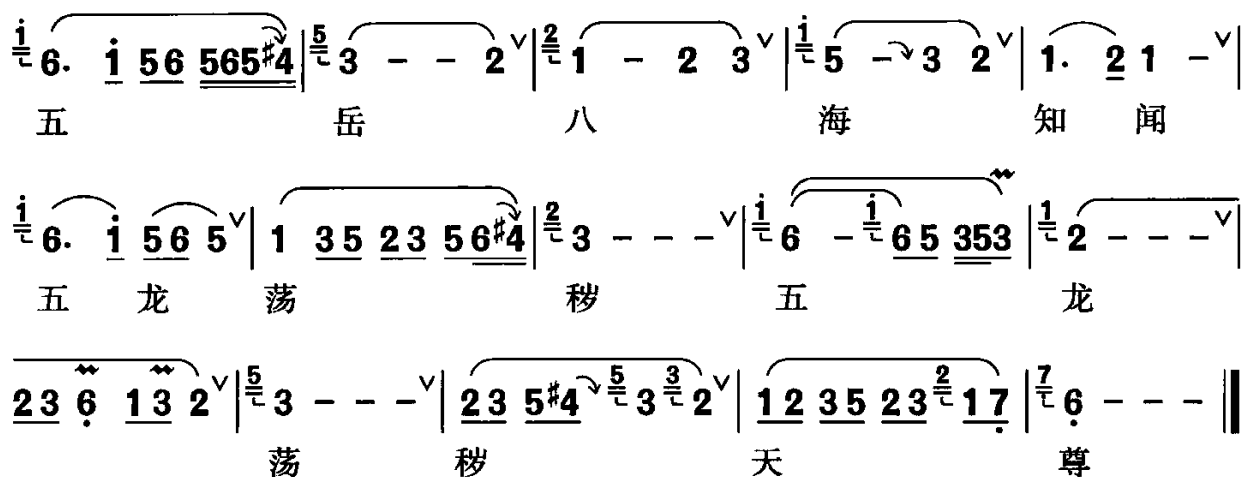 五 岳 八 海 知 闻
五 龙 荡 秽 五 龙
荡 秽 天 尊